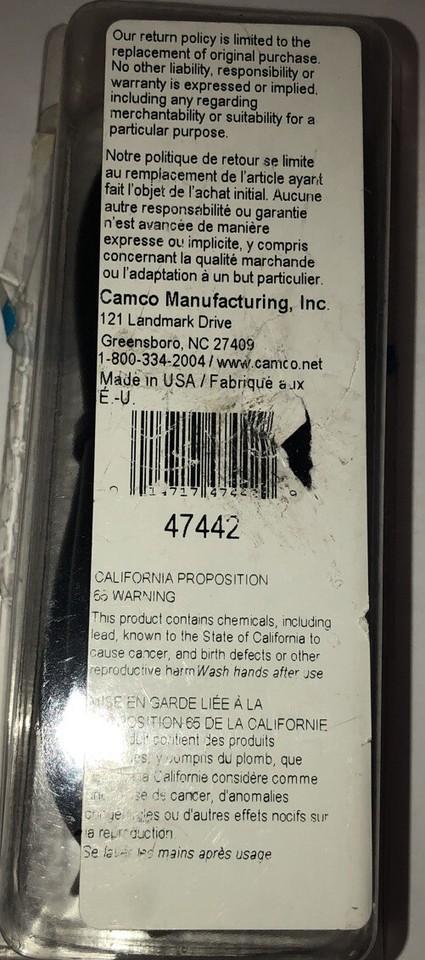 Our return policy is limited to the
replacement of original purchase.
No other liability, responsibility or
warranty is expressed or implied,
including any regarding
merchantability or suitability for a
particular purpose.
Notre politique de retour se limite
au remplacement de l'article ayant
fait l'objet de l'achat initial. Aucune
autre responsabilité ou garantie
n'est avancée de manière
expresse ou implicite, y compris
concernant la qualité marchande
ou l'adaptation à un but particulier.
Camco Manufacturing, Inc.
121 Landmark Drive
Greensboro, NC 27409
1-800-334-2004 / www.camco.net
Made in USA / Fabriqué aux
É.-U.
0 14717 9
47442
CALIFORNIA PROPOSITION
65 WARNING
This product contains chemicals, including
lead, known to the State of California to
cause cancer, and birth defects or other
reproductive harm Wash hands after use
MISE EN GARDE LIÉE À LA
65 DE LA CALIFORNIE
contient des produits
y compris du plomb, que
la Californie considére comme
de cancer, d'anomalies
ou d'autres effets nocifs sur
la reproduction
Se laver les mains après usage